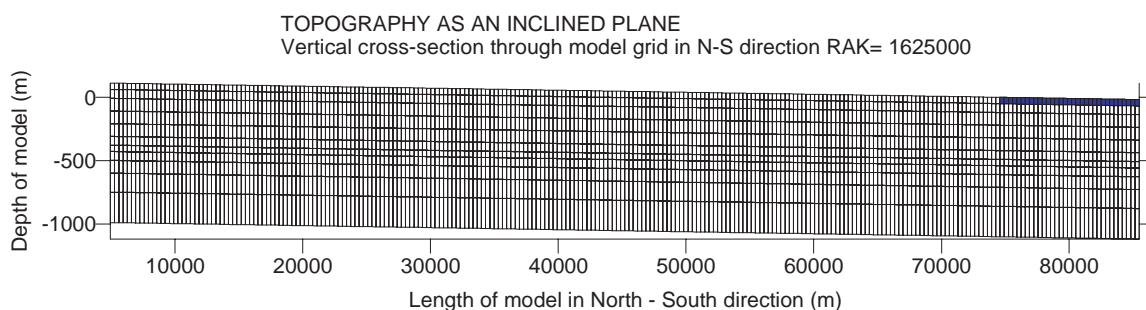 TOPOGRAPHY AS AN INCLINED PLANE
Vertical cross-section through model grid in N-S direction RAK= 1625000
Depth of model (m)
0
-500
-1000
10000 20000 30000 40000 50000 60000 70000 80000
Length of model in North - South direction (m)